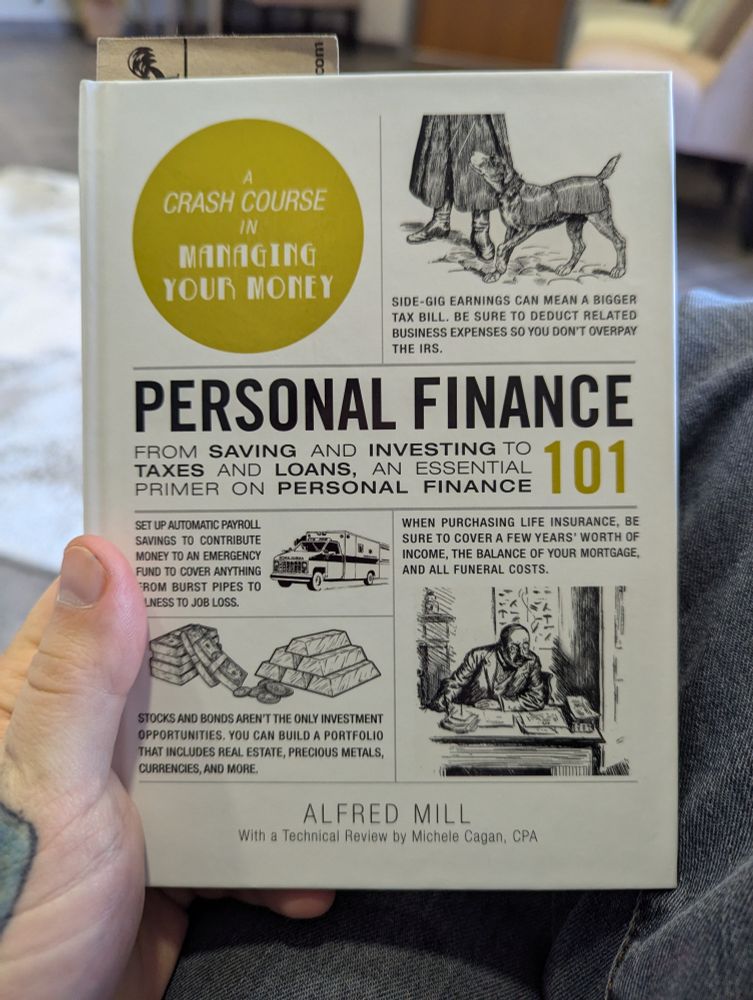 com
A
CRASH COURSE
IN
MANAGING
YOUR MONEY
SIDE-GIG EARNINGS CAN MEAN A BIGGER
TAX BILL. BE SURE TO DEDUCT RELATED
BUSINESS EXPENSES SO YOU DON'T OVERPAY
THE IRS.
PERSONAL FINANCE
FROM SAVING AND INVESTING TO
TAXES AND LOANS, AN ESSENTIAL
PRIMER ON PERSONAL FINANCE
101
SET UP AUTOMATIC PAYROLL
SAVINGS TO CONTRIBUTE
MONEY TO AN EMERGENCY
FUND TO COVER ANYTHING
FROM BURST PIPES TO
LNESS TO JOB LOSS.
WHEN PURCHASING LIFE INSURANCE, BE
SURE TO COVER A FEW YEARS' WORTH OF
INCOME, THE BALANCE OF YOUR MORTGAGE,
AND ALL FUNERAL COSTS.
STOCKS AND BONDS AREN'T THE ONLY INVESTMENT
OPPORTUNITIES. YOU CAN BUILD A PORTFOLIO
THAT INCLUDES REAL ESTATE, PRECIOUS METALS,
CURRENCIES, AND MORE.
ALFRED MILL
With a Technical Review by Michele Cagan, CPA